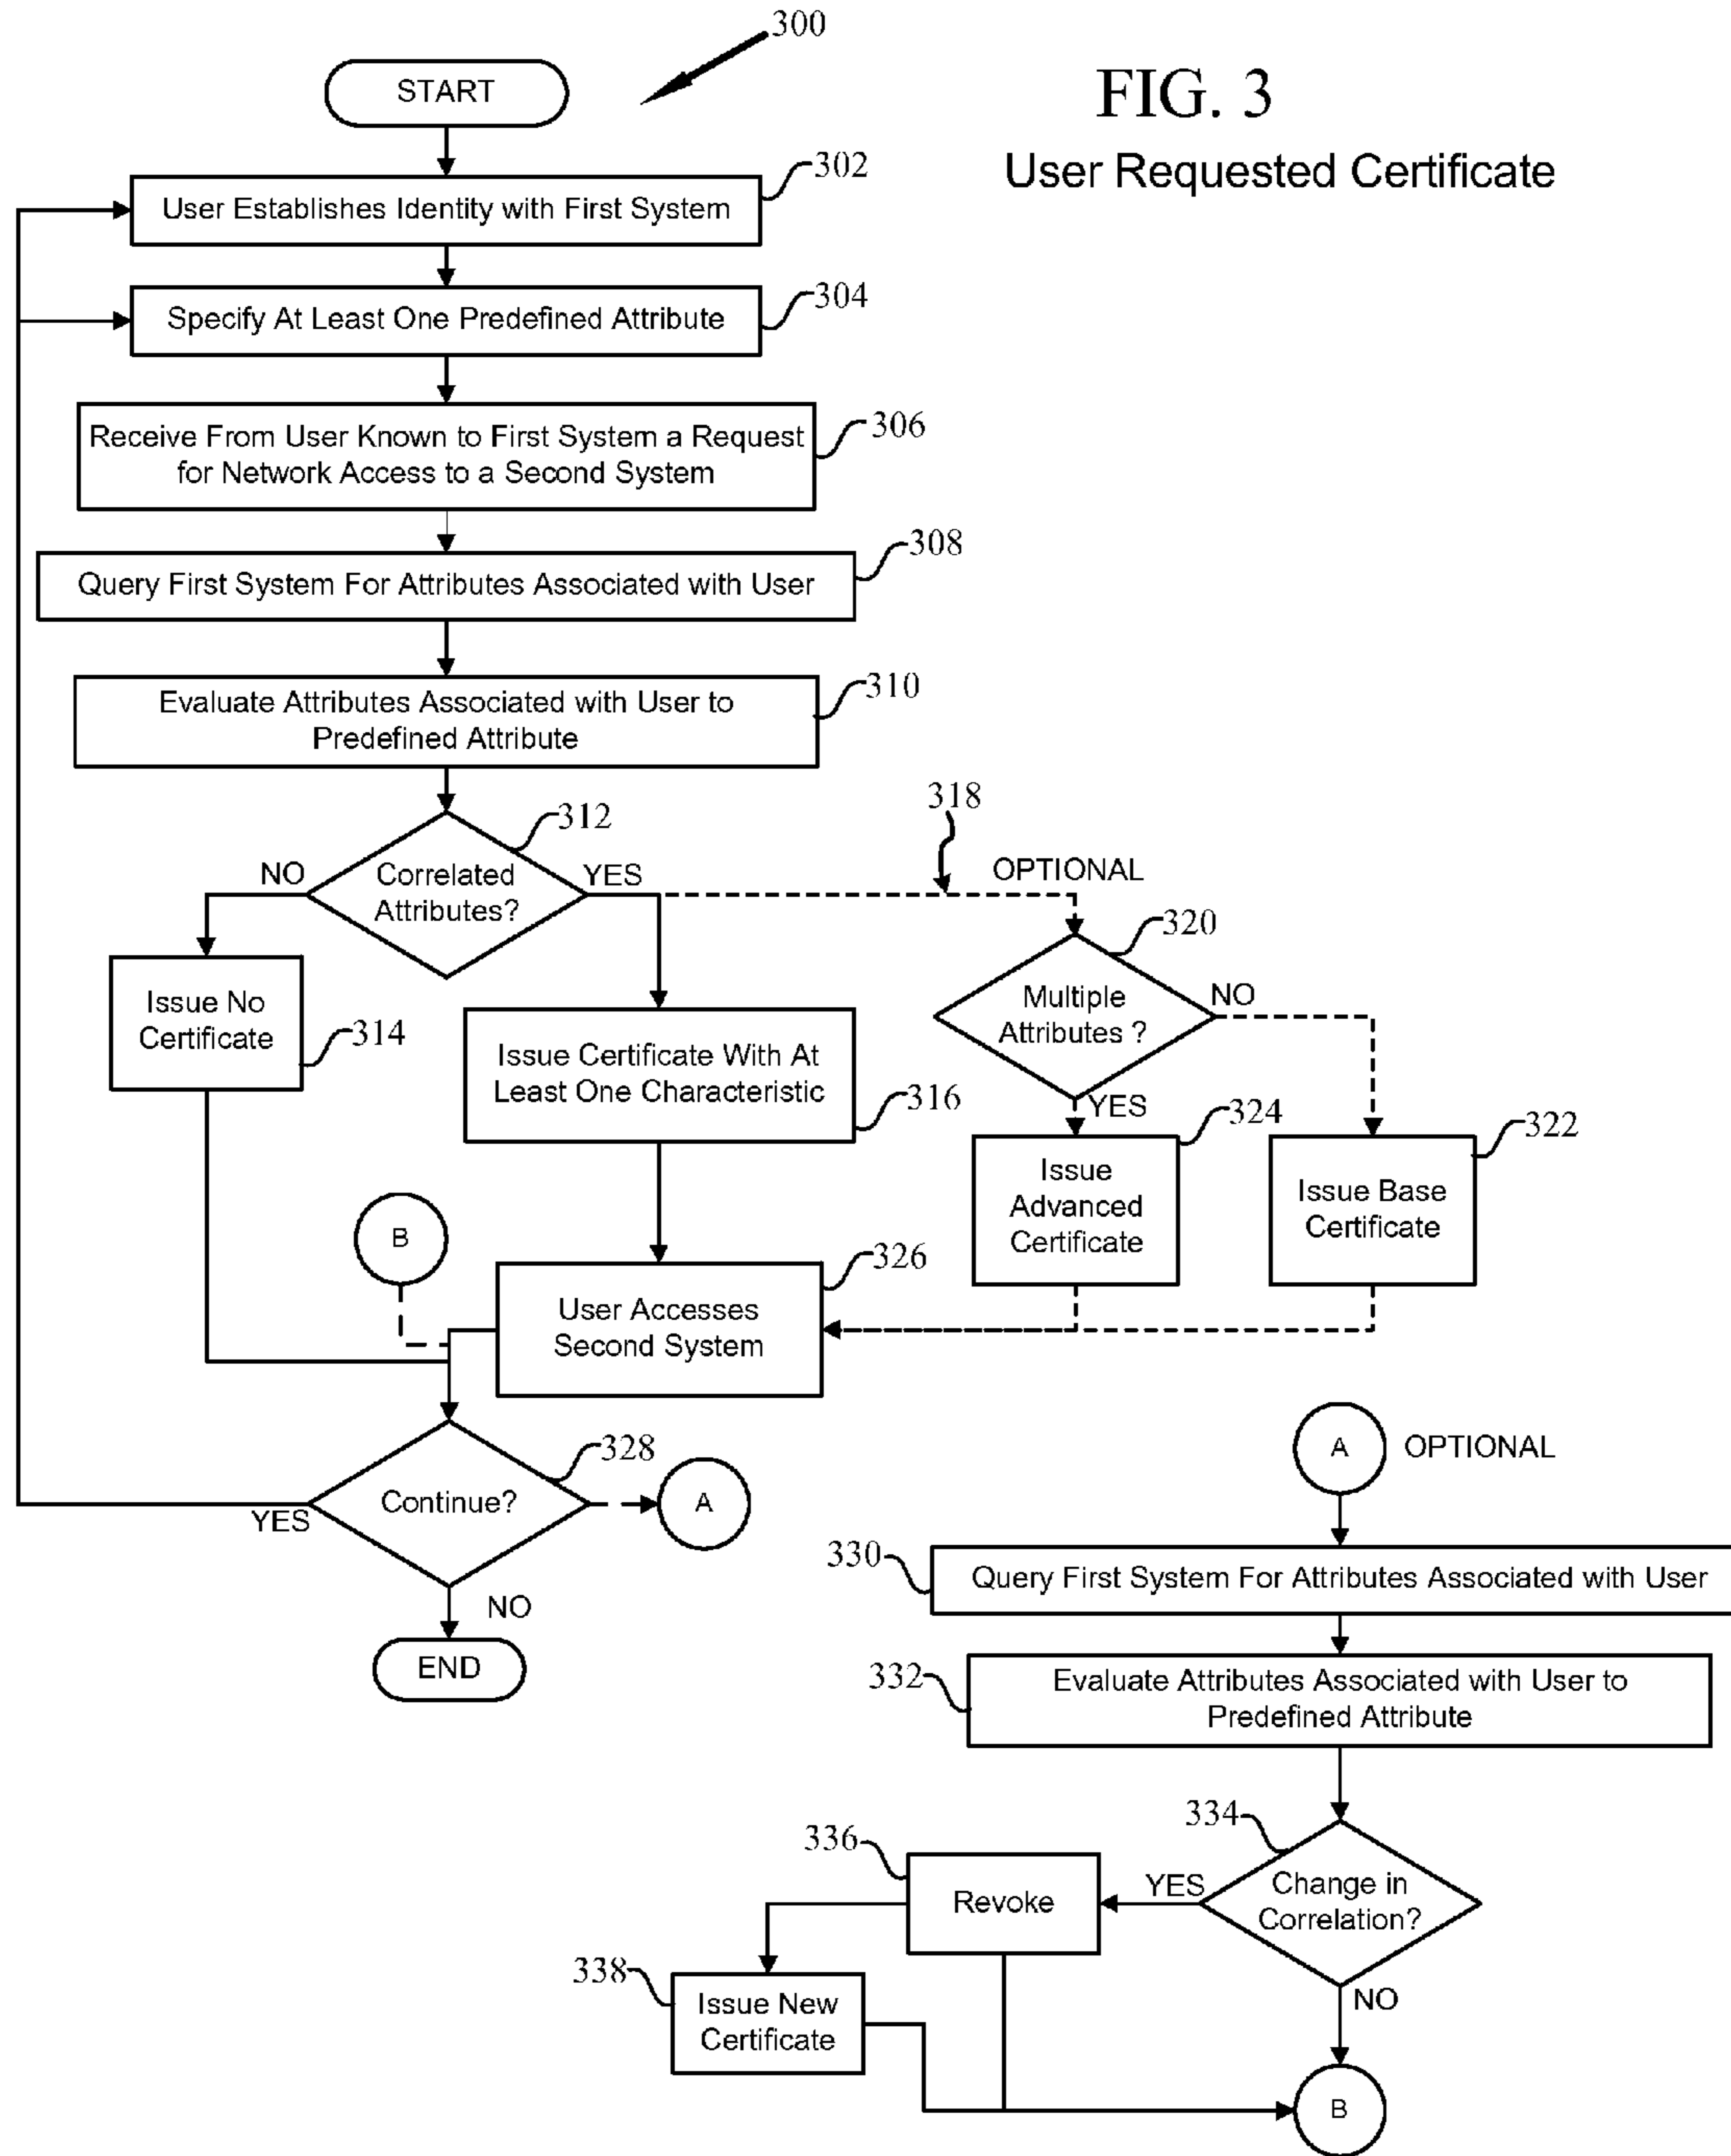 300
START
FIG. 3
User Requested Certificate
302
User Establishes Identity with First System
304
Specify At Least One Predefined Attribute
306
Receive From User Known to First System a Request
for Network Access to a Second System
308
Query First System For Attributes Associated with User
310
Evaluate Attributes Associated with User to
Predefined Attribute
312
318
NO
Correlated
Attributes?
YES
OPTIONAL
320
Multiple
Attributes ?
NO
YES
Issue No
Certificate
314
Issue Certificate With At
Least One Characteristic
316
324
Issue
Advanced
Certificate
322
Issue Base
Certificate
B
326
User Accesses
Second System
328
Continue?
YES
A
NO
END
A
OPTIONAL
330
Query First System For Attributes Associated with User
332
Evaluate Attributes Associated with User to
Predefined Attribute
334
Change in
Correlation?
YES
336
Revoke
338
Issue New
Certificate
NO
B